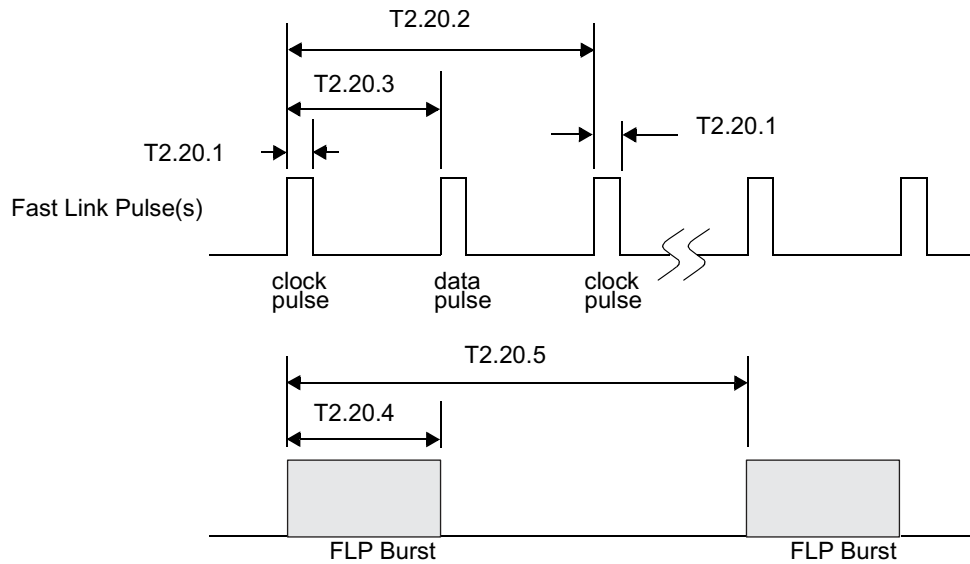 T2.20.2
T2.20.3
T2.20.1
T2.20.1
Fast Link Pulse(s)
clock
pulse
data
pulse
clock
pulse
T2.20.5
T2.20.4
FLP Burst
FLP Burst